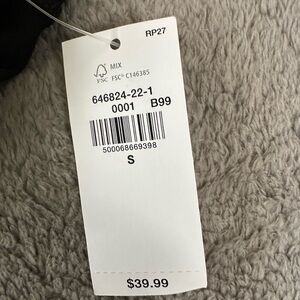 RP27
MIX
FSC
FSC® C146385
646824-22-1
0001 B99
500068669398
S
$39.99